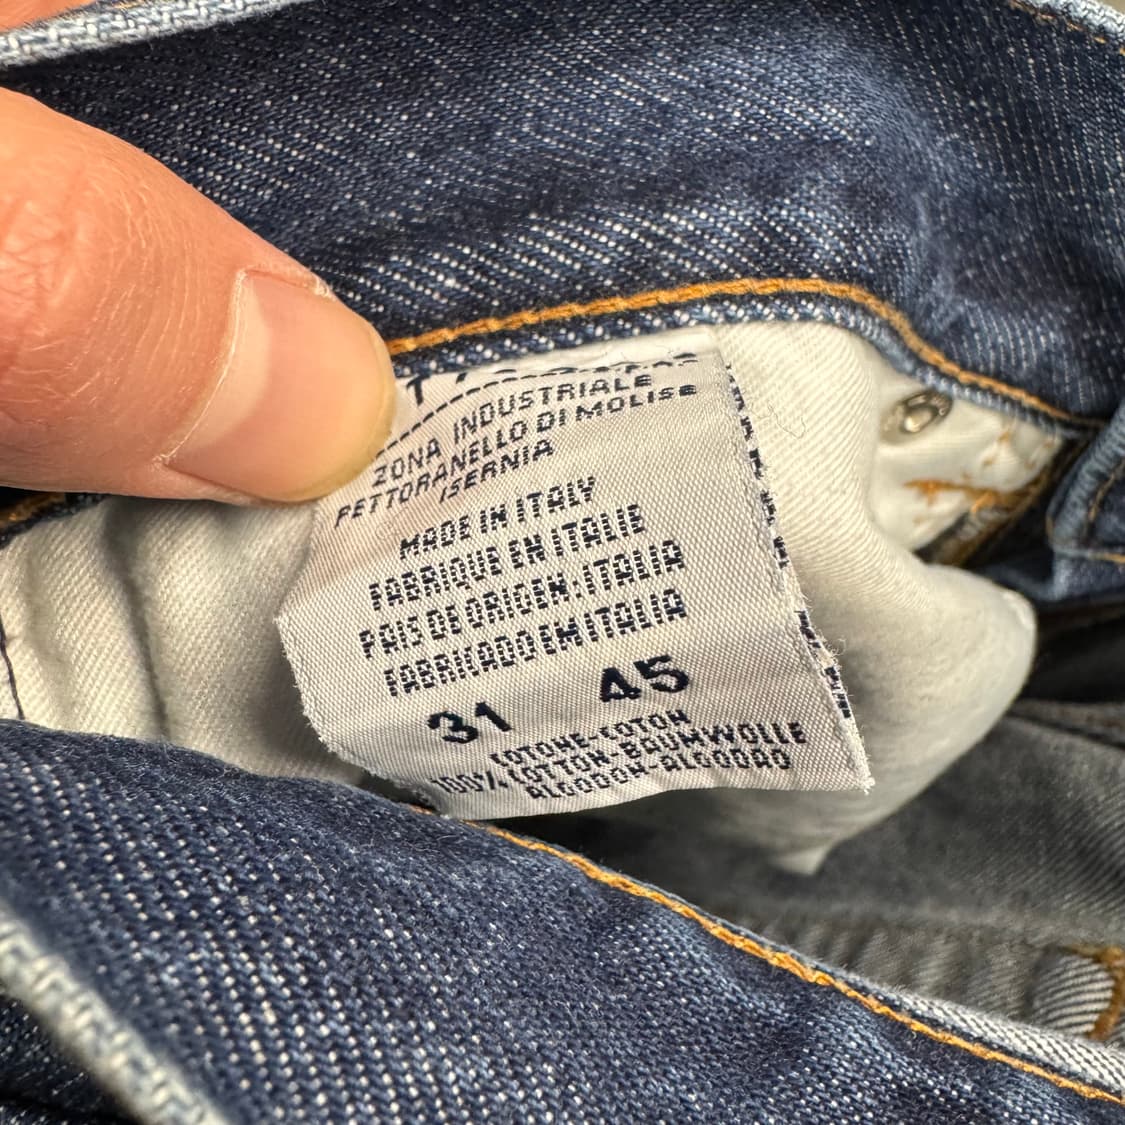 ZONA INDUSTRIALE
PETTORANELLO DI MOLISE
ISERNIA
MADE IN ITALY
FABRIQUE EN ITALIE
PAIS DE ORIGEN: ITALIA
FABRICADO EM ITALIA
31 45
COTONE-COTON
100% COTTON-BAUMWOLLE
ALGODON-ALGODAO